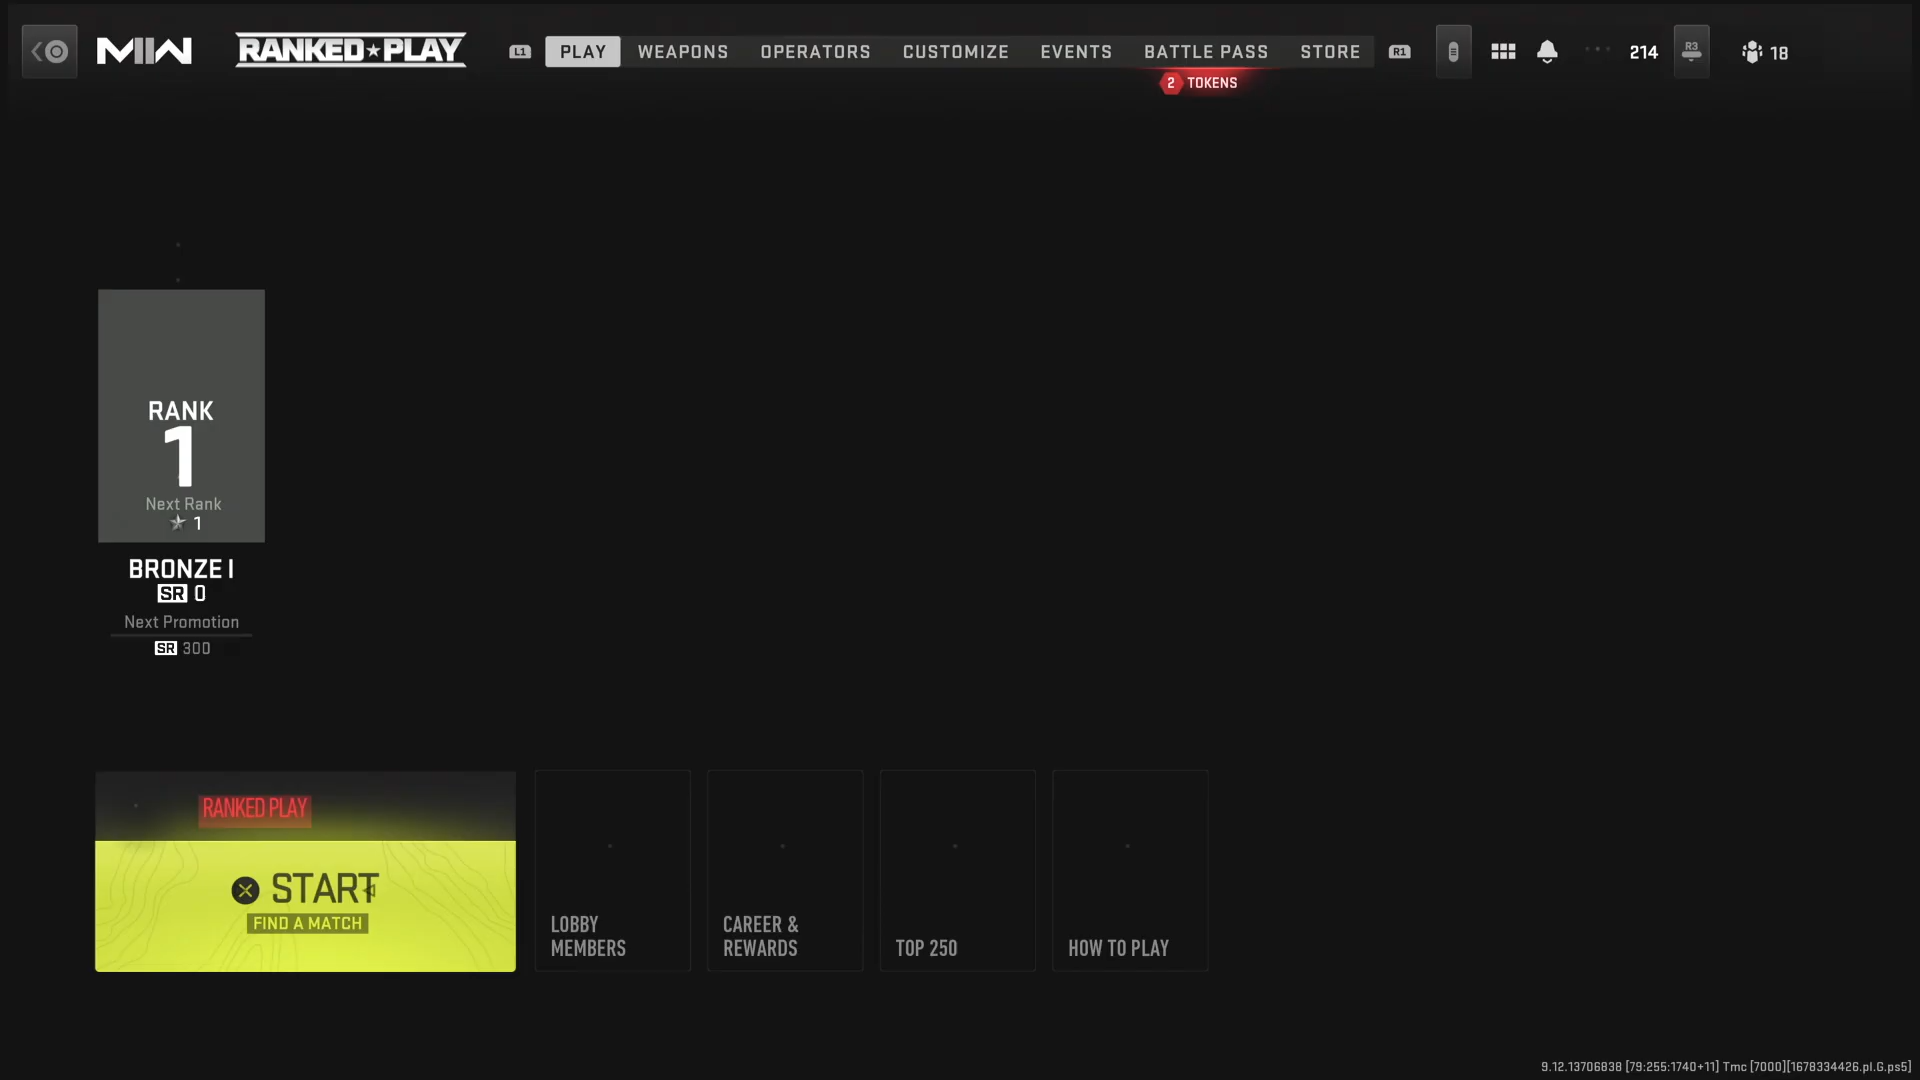 MWII RANKED★PLAY L1 PLAY WEAPONS OPERATORS CUSTOMIZE EVENTS BATTLE PASS STORE R1 214 R3 18
2 TOKENS
RANK
1
Next Rank
1
BRONZE I
SR 0
Next Promotion
SR 300
RANKED PLAY
START
FIND A MATCH
LOBBY
MEMBERS
CAREER &
REWARDS
TOP 250
HOW TO PLAY
9.12.13706838 [79:255:1740+11] Tmc [7000][1678334426.pl.G.ps5]